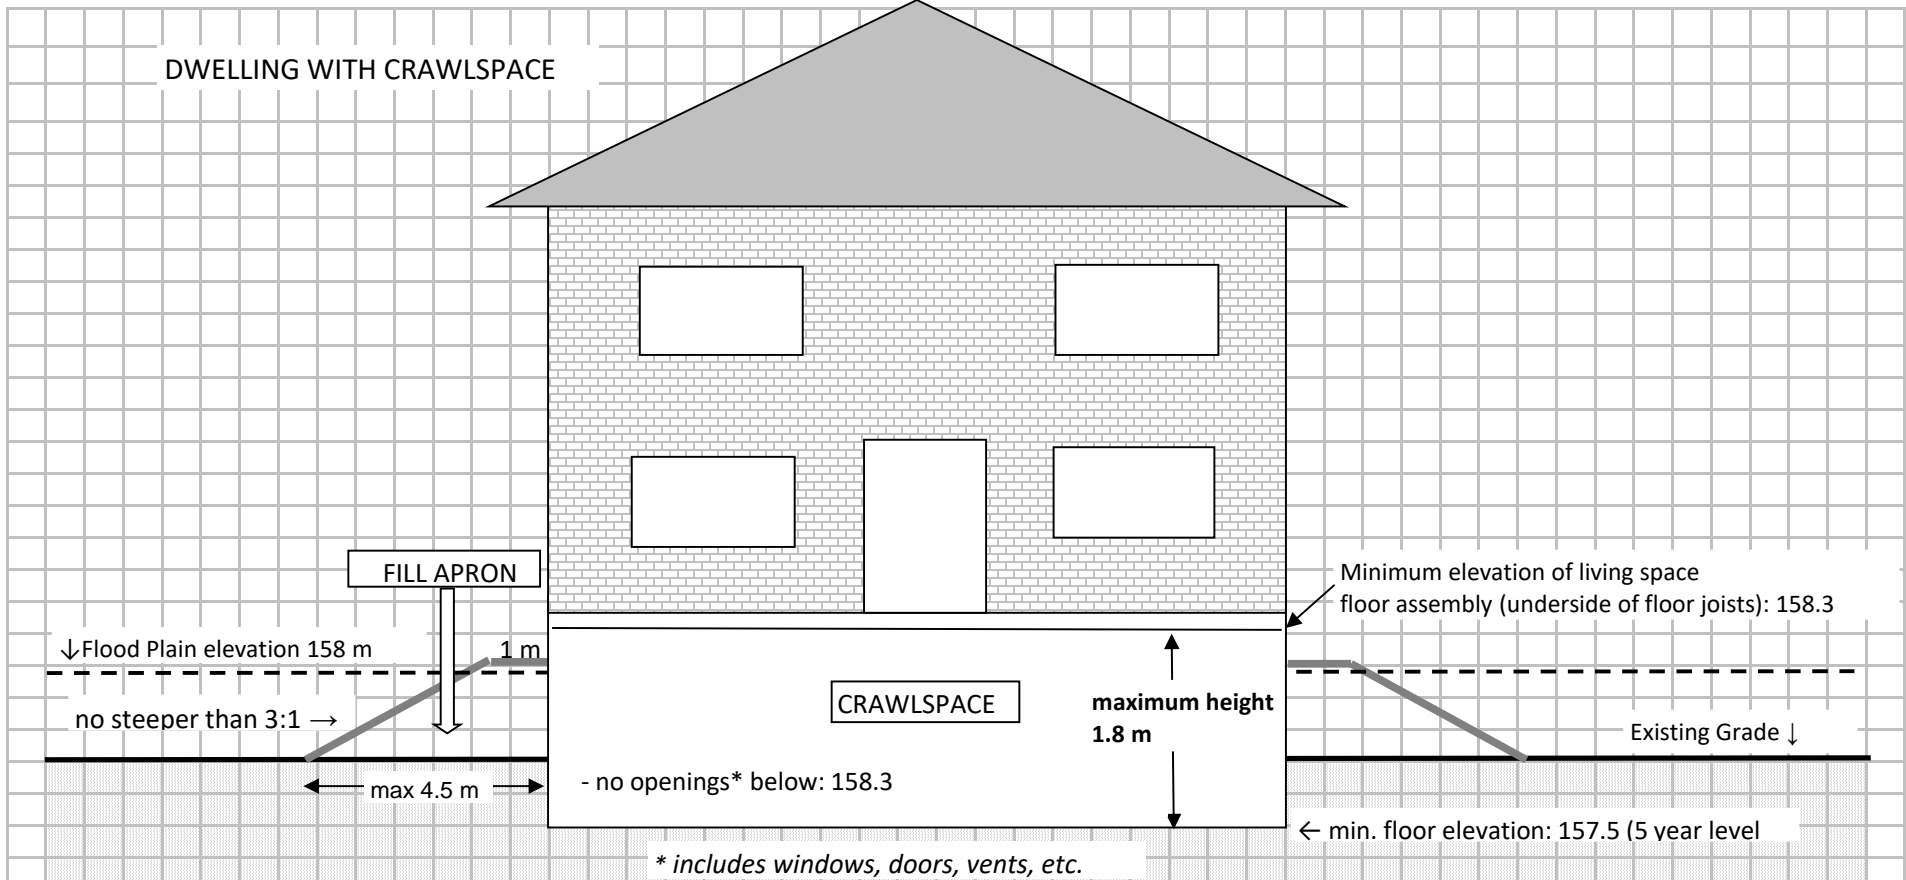 DWELLING WITH CRAWLSPACE
FILL APRON
Minimum elevation of living space
floor assembly (underside of floor joists): 158.3
↓Flood Plain elevation 158 m
1 m
no steeper than 3:1 →
CRAWLSPACE
maximum height
1.8 m
Existing Grade ↓
max 4.5 m
- no openings* below: 158.3
← min. floor elevation: 157.5 (5 year level
* includes windows, doors, vents, etc.